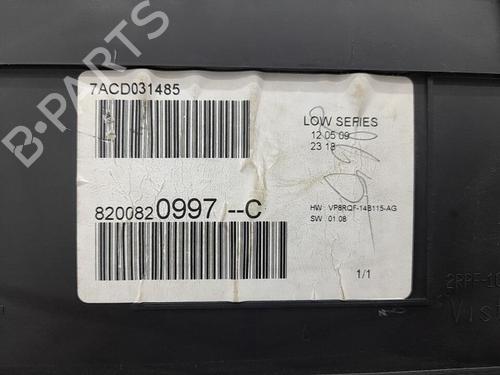 7ACD031485
LOW SERIES
12 05 09
23 18
HW : VP8RQF-14B115-AG
SW : 01 08
8200820997 --C
1/1
B-PARTS